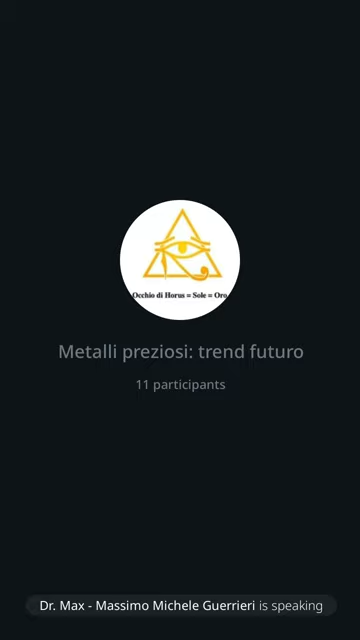 Occhio di Horus = Sole = Oro
Metalli preziosi: trend futuro
11 participants
Dr. Max - Massimo Michele Guerrieri is speaking